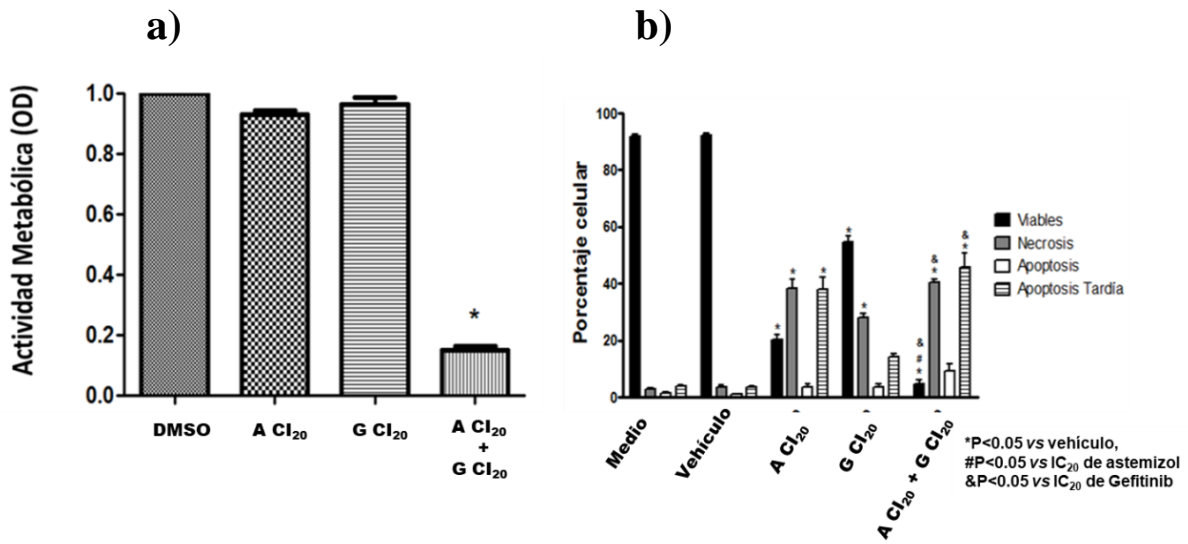 a)
Actividad Metabólica (OD)
1.0
0.8
0.6
0.4
0.2
0.0
*
DMSO
A CI₂₀
G CI₂₀
A CI₂₀
+
G CI₂₀
b)
Porcentaje celular
100
80
60
40
20
0
*
*
*
*
*
&
#
*
&
*
&
*
Medio
Vehículo
A CI₂₀
G CI₂₀
A CI₂₀ + G CI₂₀
Viables
Necrosis
Apoptosis
Apoptosis Tardía
*P<0.05 vs vehículo,
#P<0.05 vs IC₂₀ de astemizol
&P<0.05 vs IC₂₀ de Gefitinib